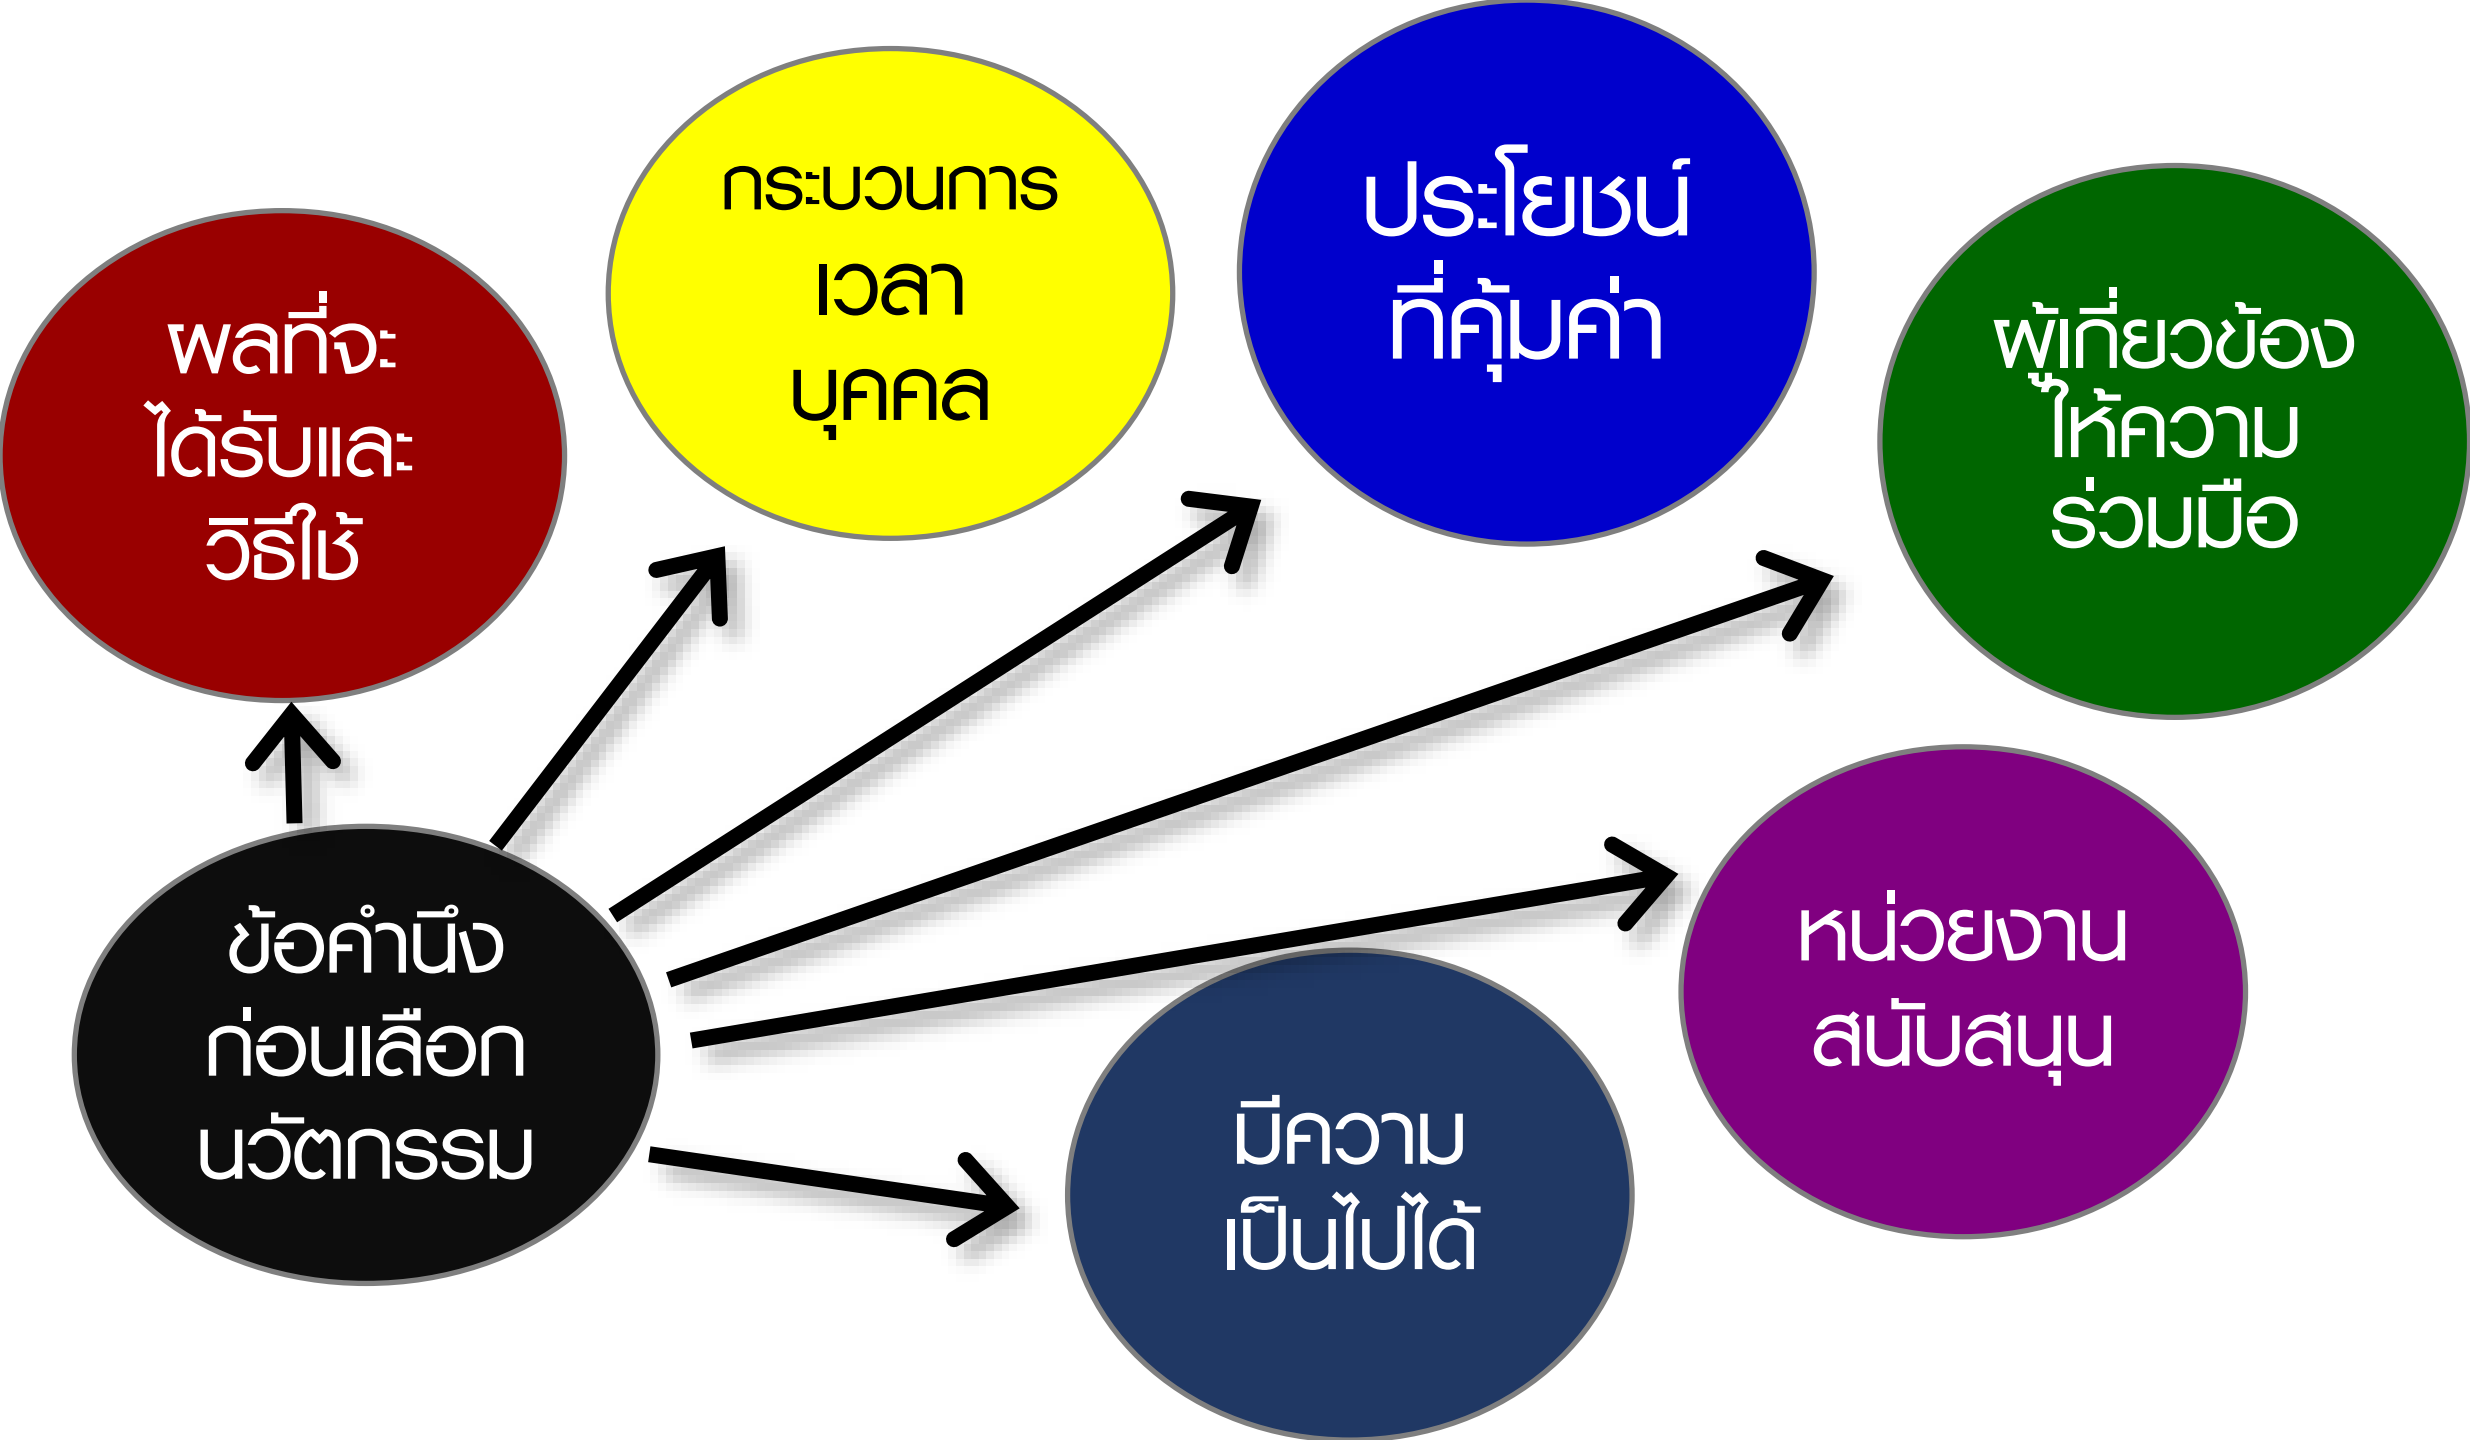 ผลที่จะ
ได้รับและ
วิธีใช้
กระบวนการ
เวลา
บุคคล
ประโยชน์
ที่คุ้มค่า
ผู้เกี่ยวข้อง
ให้ความ
ร่วมมือ
ข้อคำนึง
ก่อนเลือก
นวัตกรรม
หน่วยงาน
สนับสนุน
มีความ
เป็นไปได้